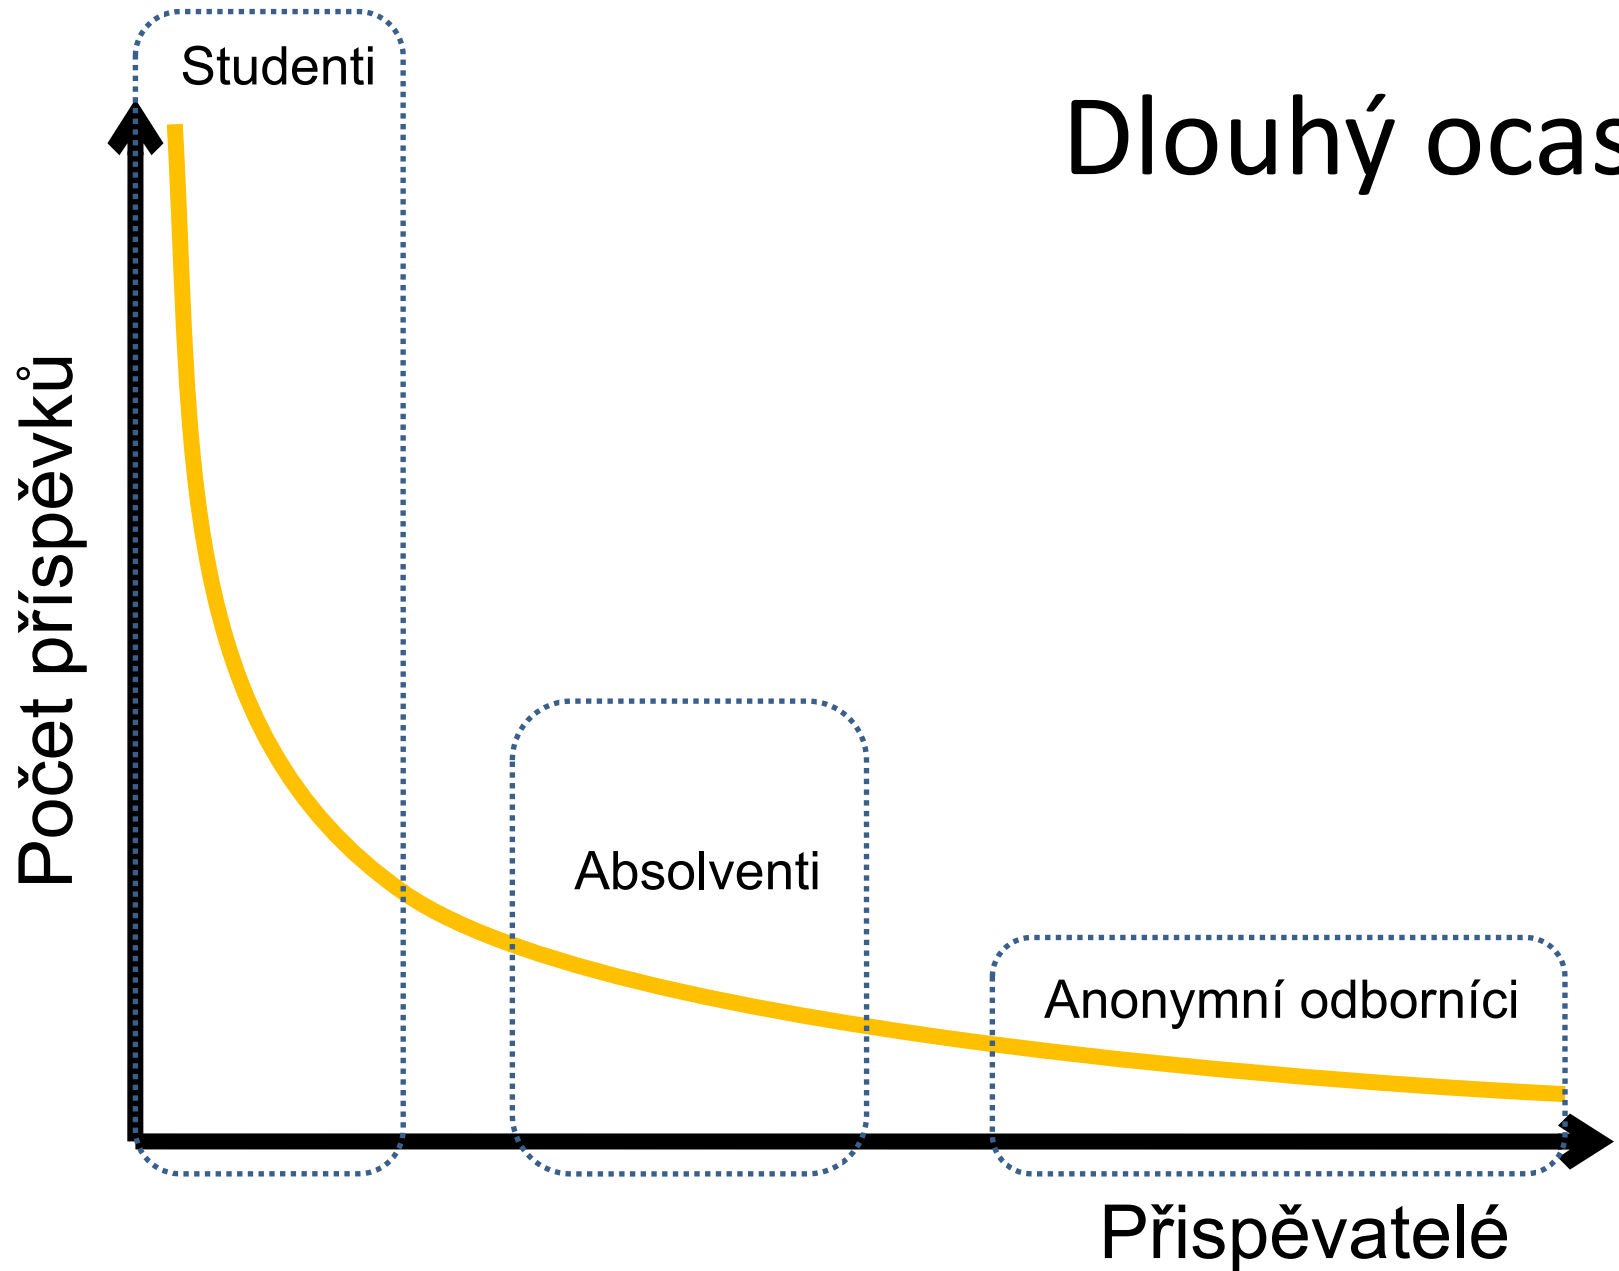 Studenti
Dlouhý ocas
Počet příspěvků
Absolventi
Anonymní odborníci
Přispěvatelé